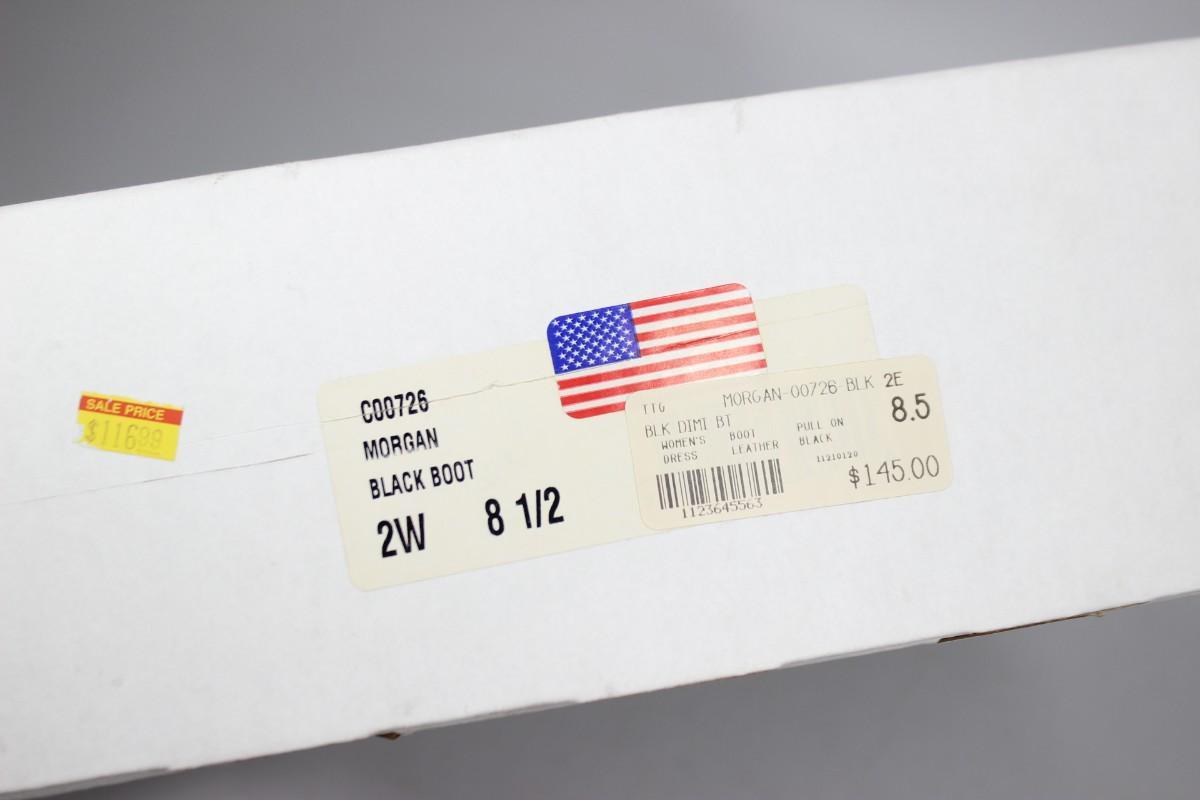 SALE PRICE
$116.99
C00726
MORGAN
BLACK BOOT
2W 8 1/2
TTG MORGAN-00726-BLK 2E
BLK DIMI BT 8.5
WOMEN'S BOOT PULL ON
DRESS LEATHER BLACK
11210120
$145.00
1123645563